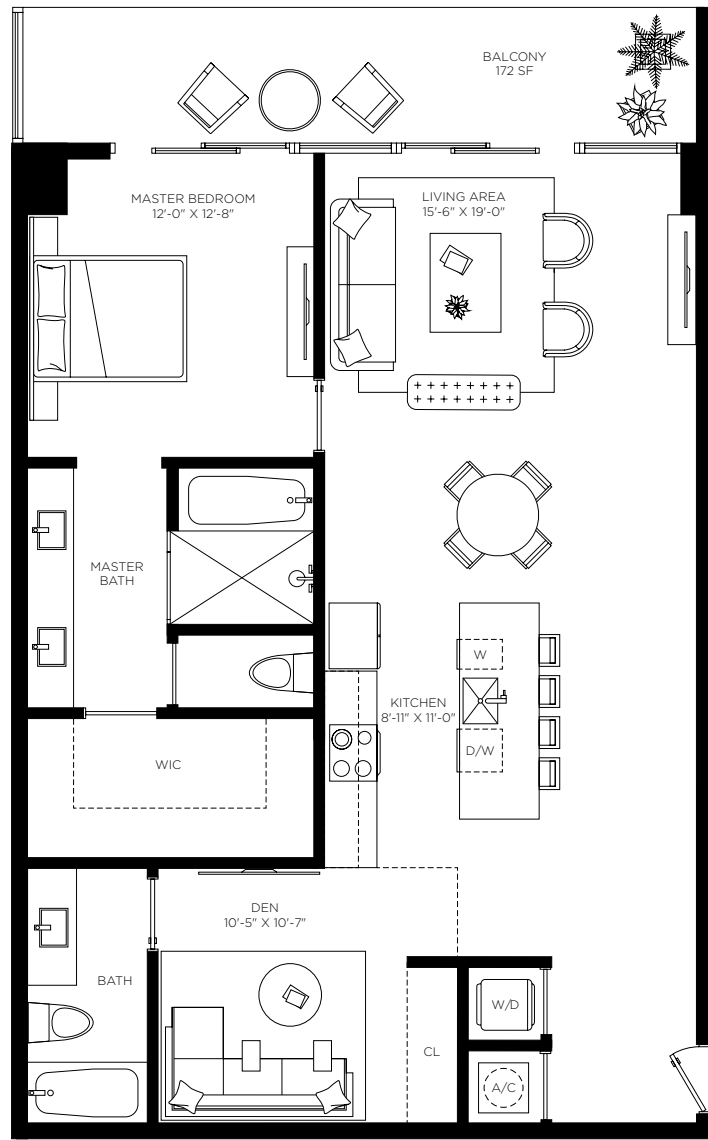 BALCONY
172 SF
MASTER BEDROOM
12'-0" X 12'-8"
LIVING AREA
15'-6" X 19'-0"
MASTER
BATH
W
KITCHEN
8'-11" X 11'-0"
D/W
WIC
DEN
10'-5" X 10'-7"
BATH
W/D
CL
A/C